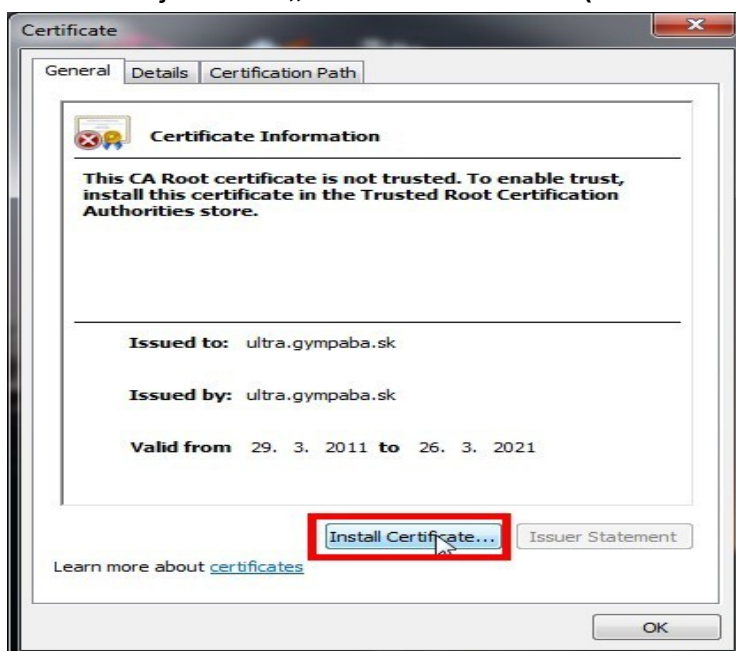 Certificate
General Details Certification Path
Certificate Information
This CA Root certificate is not trusted. To enable trust,
install this certificate in the Trusted Root Certification
Authorities store.
Issued to: ultra.gympaba.sk
Issued by: ultra.gympaba.sk
Valid from 29. 3. 2011 to 26. 3. 2021
Install Certificate... Issuer Statement
Learn more about certificates
OK